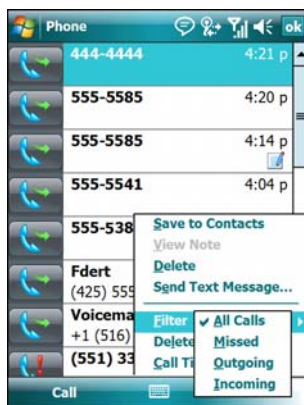 Phone ok
444-4444 4:21 p
555-5585 4:20 p
555-5585 4:14 p
555-5541 4:04 p
555-538
Fdert
(425) 555
Voicema
+1 (516)
(551) 33
Save to Contacts
View Note
Delete
Send Text Message...
Filter
Delete
Call Ti
All Calls
Missed
Outgoing
Incoming
Call